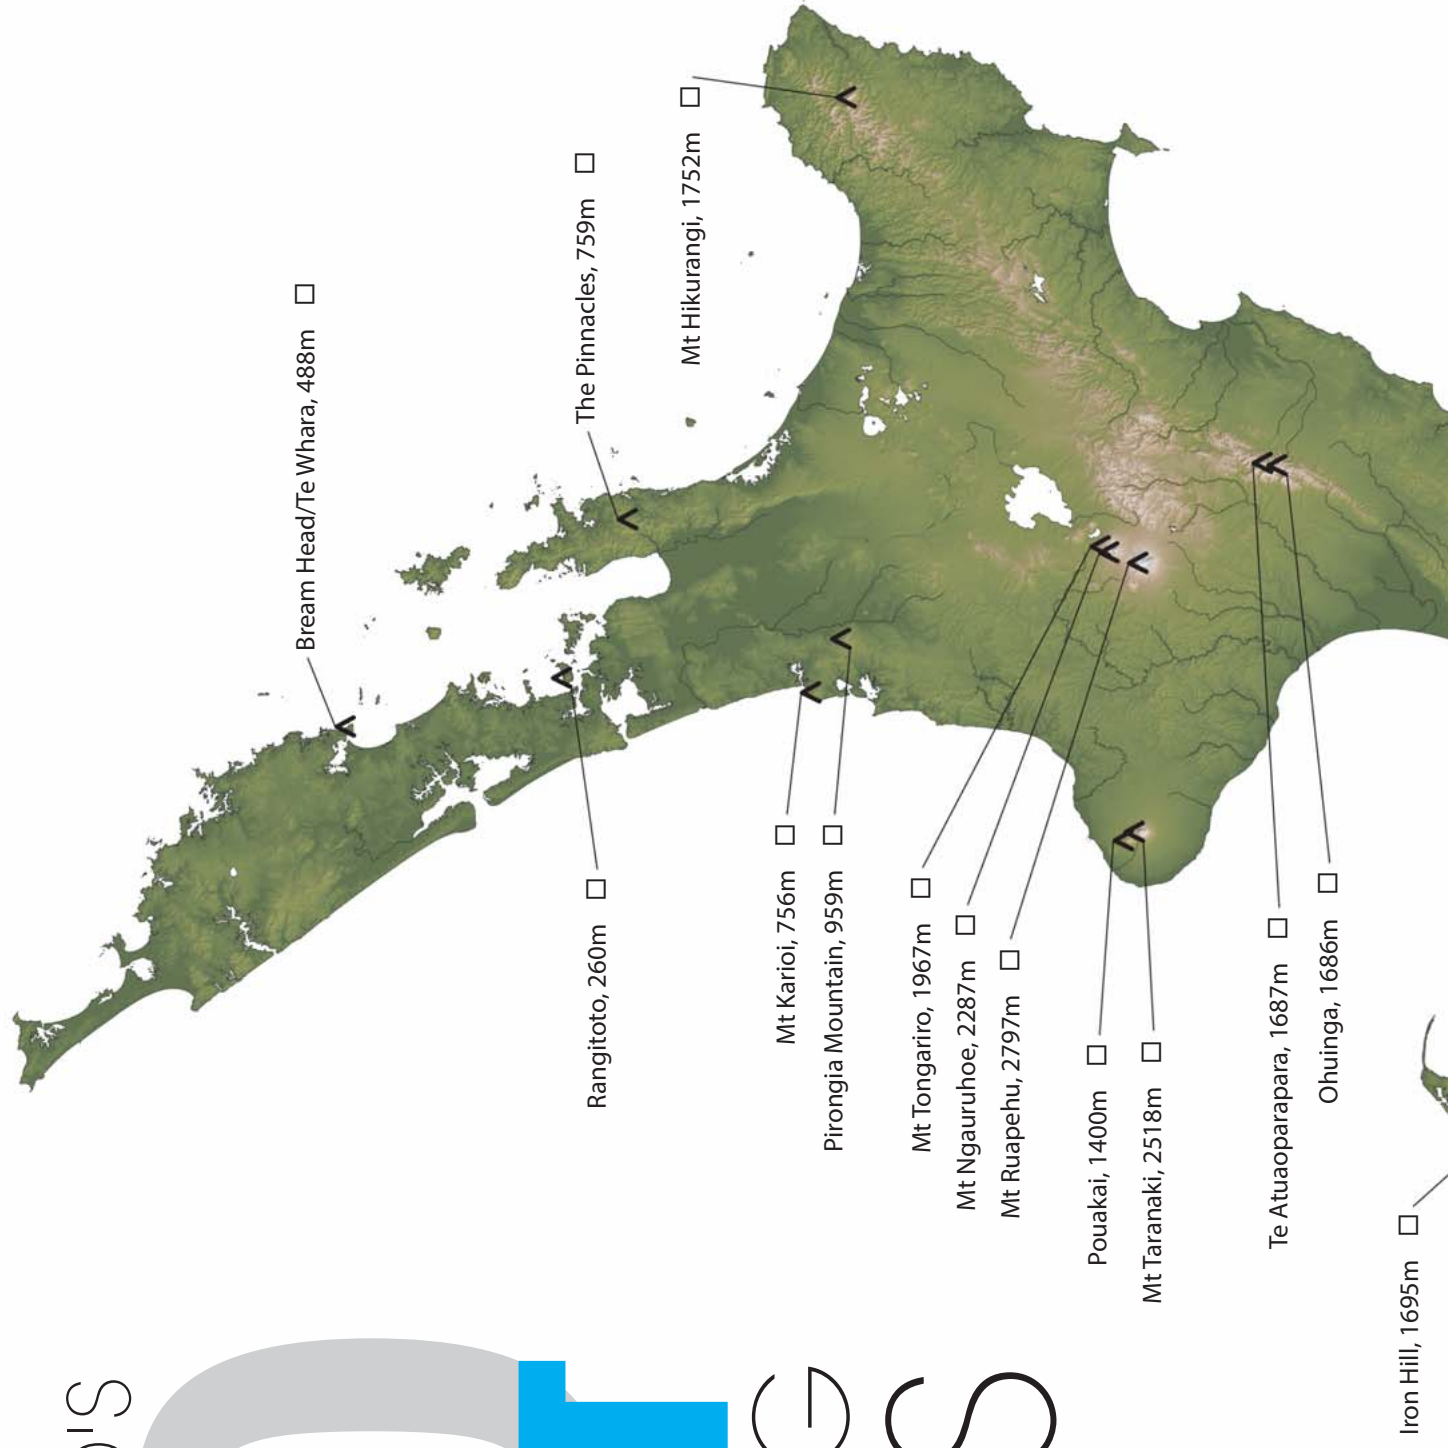 Bream Head/Te Whara, 488m
The Pinnacles, 759m
Mt Hikurangi, 1752m
Rangitoto, 260m
Mt Karioi, 756m
Pirongia Mountain, 959m
Mt Tongariro, 1967m
Mt Ngauruhoe, 2287m
Mt Ruapehu, 2797m
Pouakai, 1400m
Mt Taranaki, 2518m
Te Atuaoparapara, 1687m
Ohuinga, 1686m
Iron Hill, 1695m